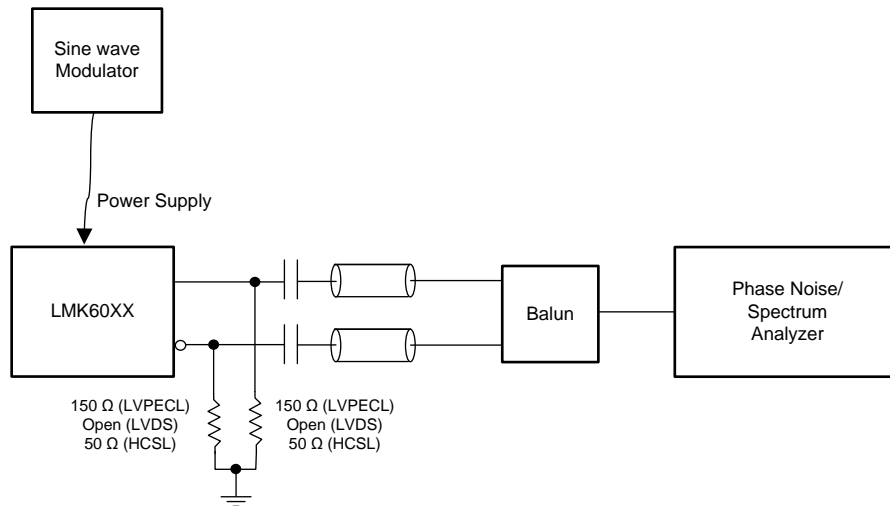 Sine wave
Modulator
Power Supply
LMK60XX
Balun
Phase Noise/
Spectrum
Analyzer
150 Ω (LVPECL)
Open (LVDS)
50 Ω (HCSL)
150 Ω (LVPECL)
Open (LVDS)
50 Ω (HCSL)